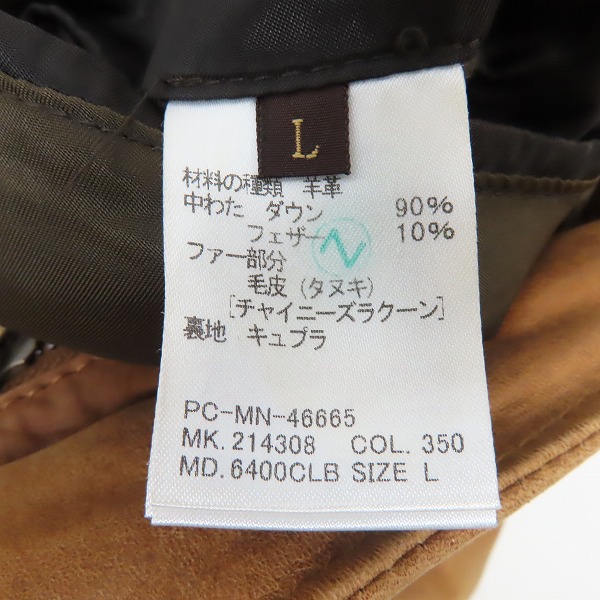 L
材料の種類 羊革
中わた ダウン 90%
フェザー 10%
ファー部分
毛皮 (タヌキ)
[チャイニーズラクーン]
裏地 キュプラ
PC-MN-46665
MK. 214308 COL. 350
MD. 6400CLB SIZE L